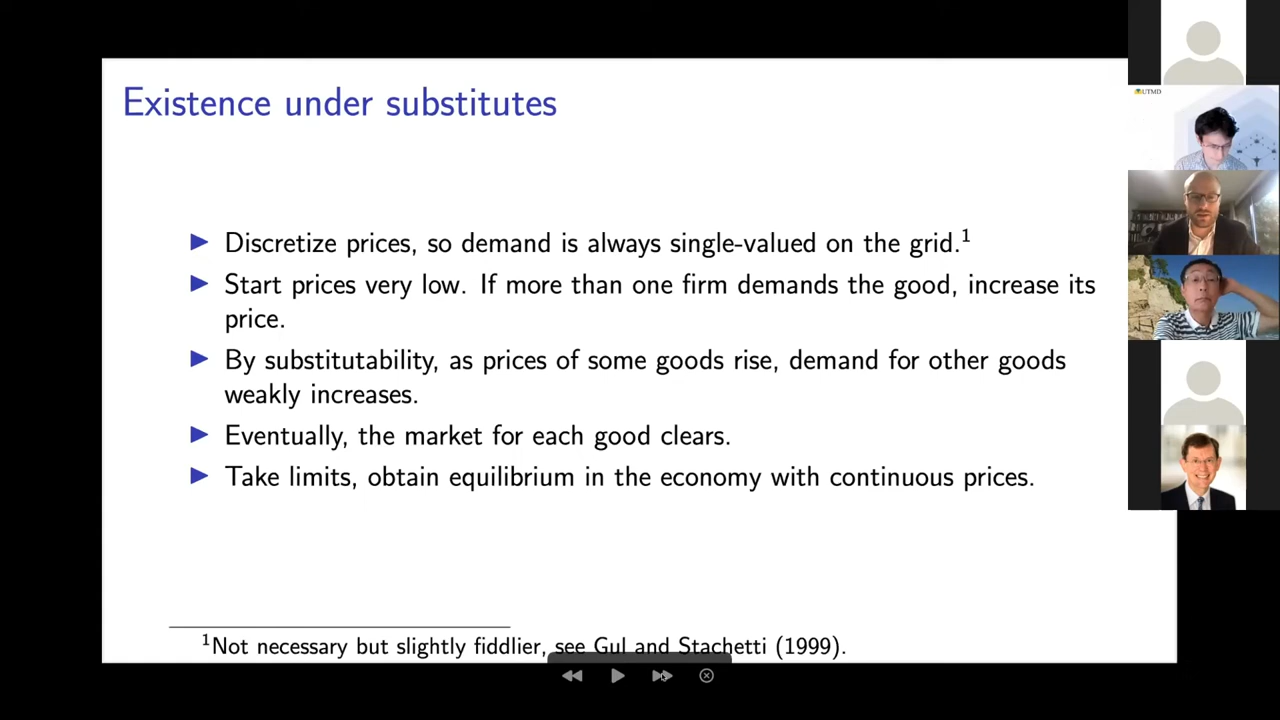 Existence under substitutes
▶ Discretize prices, so demand is always single-valued on the grid.¹
▶ Start prices very low. If more than one firm demands the good, increase its
price.
▶ By substitutability, as prices of some goods rise, demand for other goods
weakly increases.
▶ Eventually, the market for each good clears.
▶ Take limits, obtain equilibrium in the economy with continuous prices.
¹Not necessary but slightly fiddlier, see Gul and Stachetti (1999).
UTMD